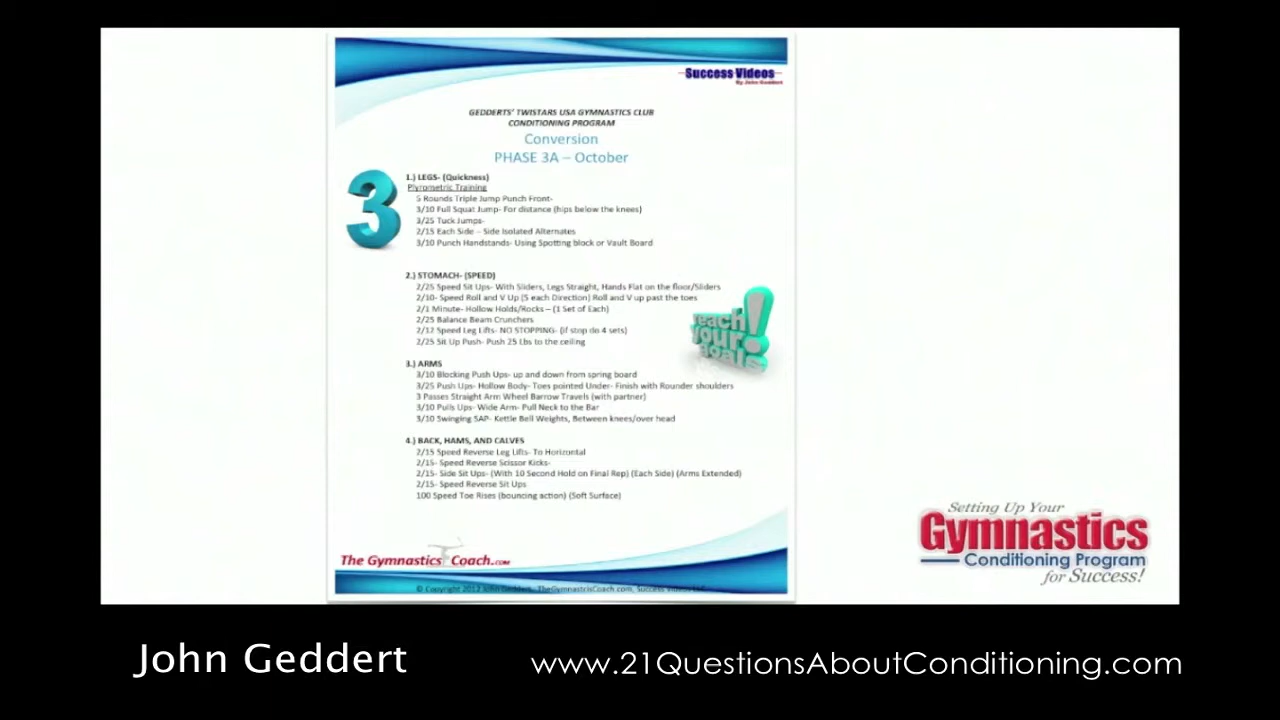 Success Videos
By John Geddert
GEDDERTS' TWISTARS USA GYMNASTICS CLUB
CONDITIONING PROGRAM
Conversion
PHASE 3A – October
3
1.) LEGS- (Quickness)
Plyrometric Training
5 Rounds Triple Jump Punch Front-
3/10 Full Squat Jump- For distance (hips below the knees)
3/25 Tuck Jumps-
2/15 Each Side – Side Isolated Alternates
3/10 Punch Handstands- Using Spotting block or Vault Board
2.) STOMACH- (SPEED)
2/25 Speed Sit Ups- With Sliders, Legs Straight, Hands Flat on the floor/Sliders
2/10- Speed Roll and V Up (5 each Direction) Roll and V up past the toes
2/1 Minute- Hollow Holds/Rocks – (1 Set of Each)
2/25 Balance Beam Crunchers
2/12 Speed Leg Lifts- NO STOPPING- (if stop do 4 sets)
2/25 Sit Up Push- Push 25 Lbs to the ceiling
reach
your
goals
!
3.) ARMS
3/10 Blocking Push Ups- up and down from spring board
3/25 Push Ups- Hollow Body- Toes pointed Under- Finish with Rounder shoulders
3 Passes Straight Arm Wheel Barrow Travels (with partner)
3/10 Pulls Ups- Wide Arm- Pull Neck to the Bar
3/10 Swinging SAP- Kettle Bell Weights, Between knees/over head
4.) BACK, HAMS, AND CALVES
2/15 Speed Reverse Leg Lifts- To Horizontal
2/15- Speed Reverse Scissor Kicks-
2/15- Side Sit Ups- (With 10 Second Hold on Final Rep) (Each Side) (Arms Extended)
2/15- Speed Reverse Sit Ups
100 Speed Toe Rises (bouncing action) (Soft Surface)
The Gymnastics Coach.com
© Copyright 2012 John Geddert, TheGymnastricsCoach.com, Success Videos LLC
Setting Up Your
Gymnastics
Conditioning Program
for Success!
John Geddert
www.21QuestionsAboutConditioning.com